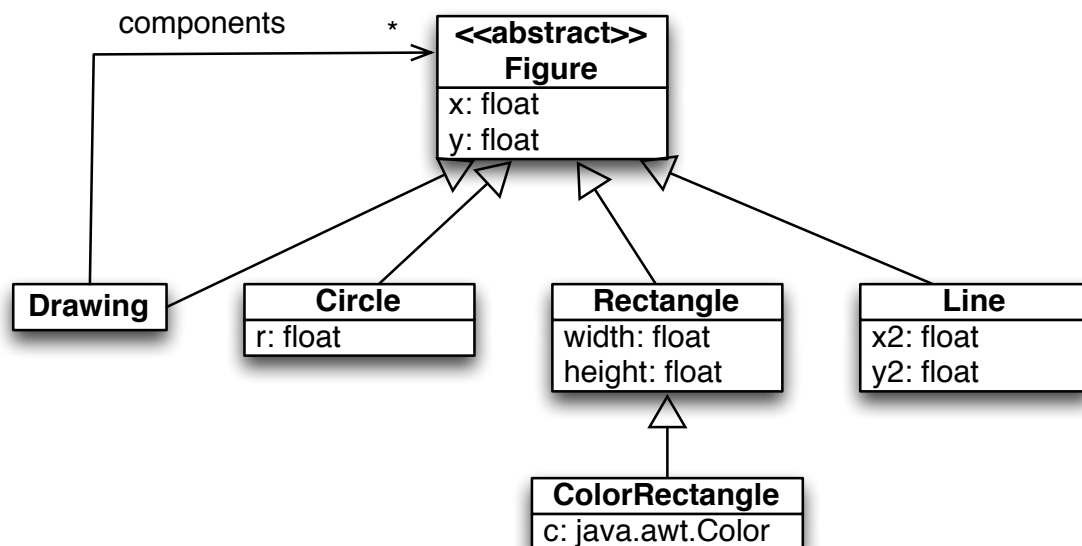 components *
<<abstract>>
Figure
x: float
y: float
Drawing
Circle
r: float
Rectangle
width: float
height: float
Line
x2: float
y2: float
ColorRectangle
c: java.awt.Color